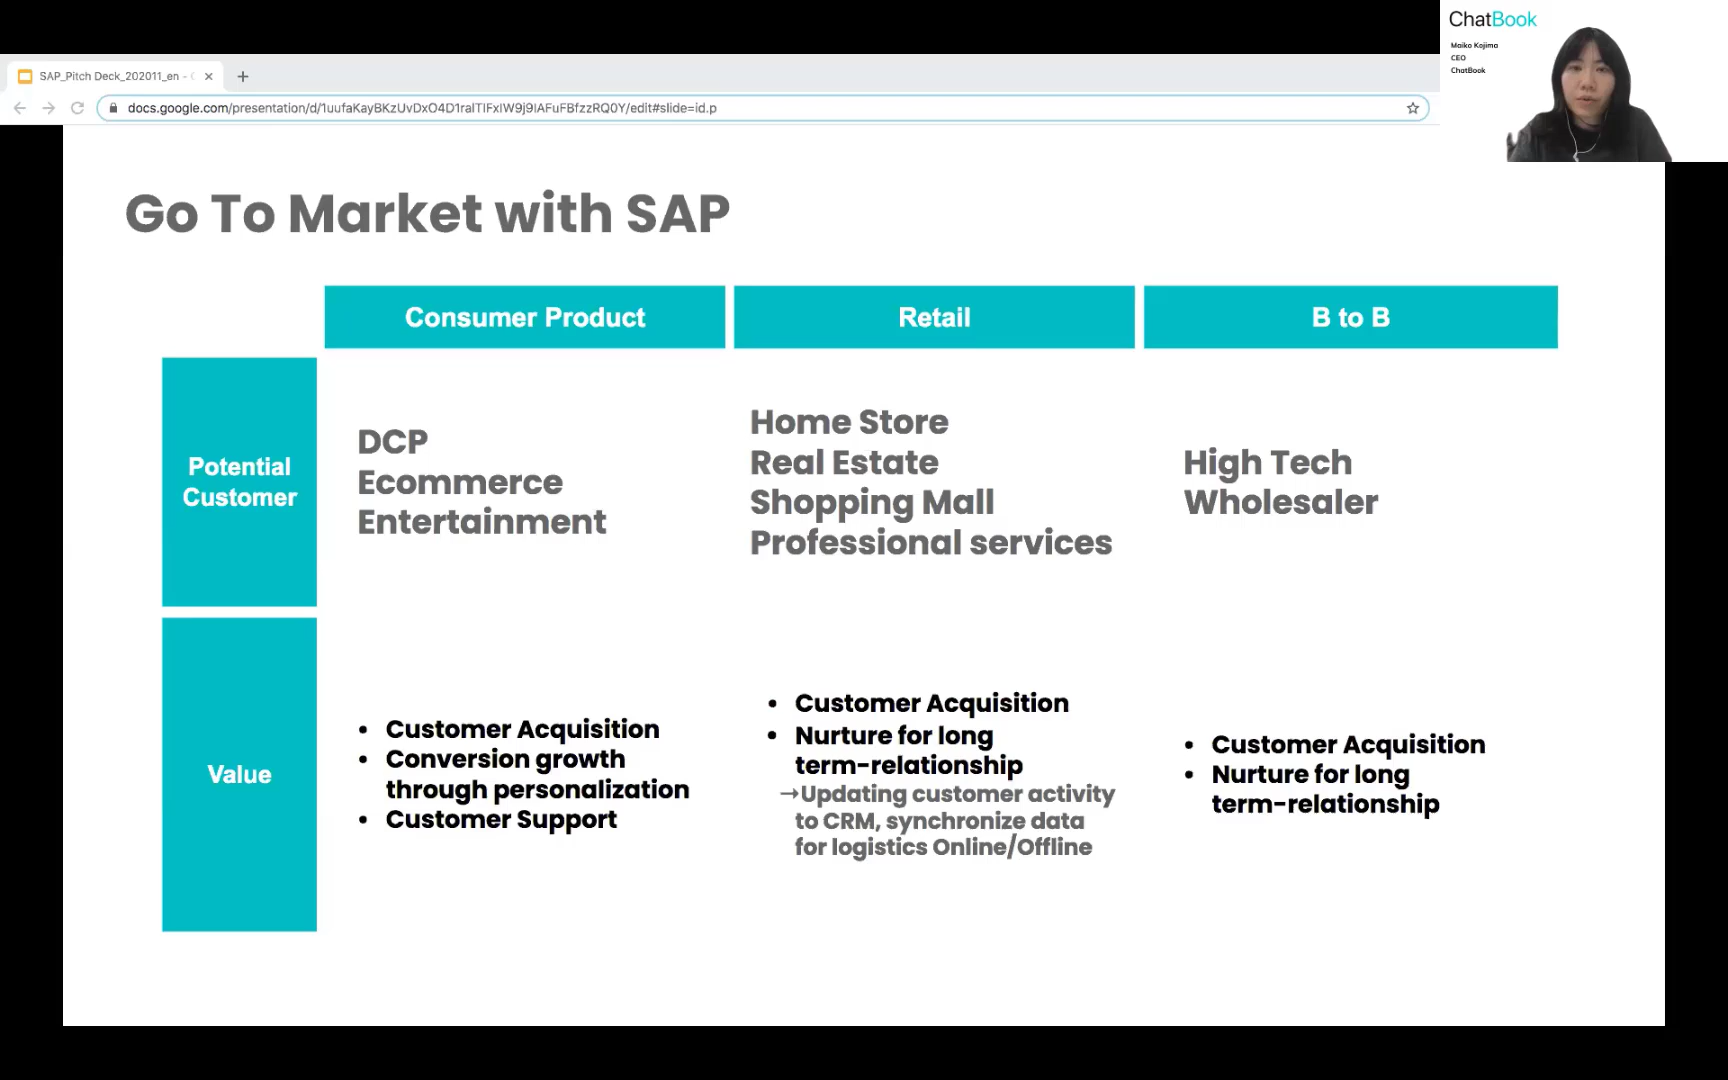 SAP_Pitch Deck_202011_en -
docs.google.com/presentation/d/1uufaKayBKzUvDxO4D1ralTIFxIW9j9IAFuFBfzzRQ0Y/edit#slide=id.p
ChatBook
Maiko Kojima
CEO
ChatBook
Go To Market with SAP
Consumer Product
Retail
B to B
Potential
Customer
DCP
Ecommerce
Entertainment
Home Store
Real Estate
Shopping Mall
Professional services
High Tech
Wholesaler
Value
• Customer Acquisition
• Conversion growth
through personalization
• Customer Support
• Customer Acquisition
• Nurture for long
term-relationship
→Updating customer activity
to CRM, synchronize data
for logistics Online/Offline
• Customer Acquisition
• Nurture for long
term-relationship